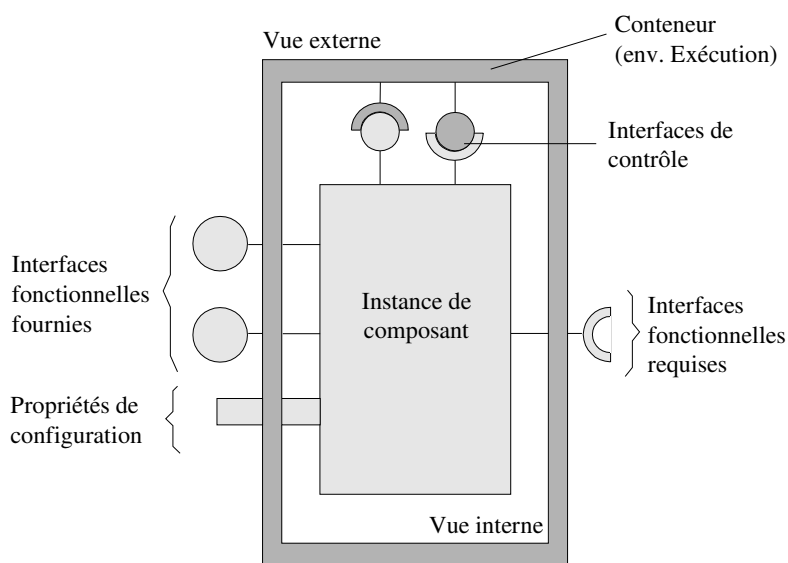 Conteneur
(env. Exécution)
Vue externe
Interfaces de
contrôle
Interfaces
fonctionnelles
fournies
Instance de
composant
Interfaces
fonctionnelles
requises
Propriétés de
configuration
Vue interne